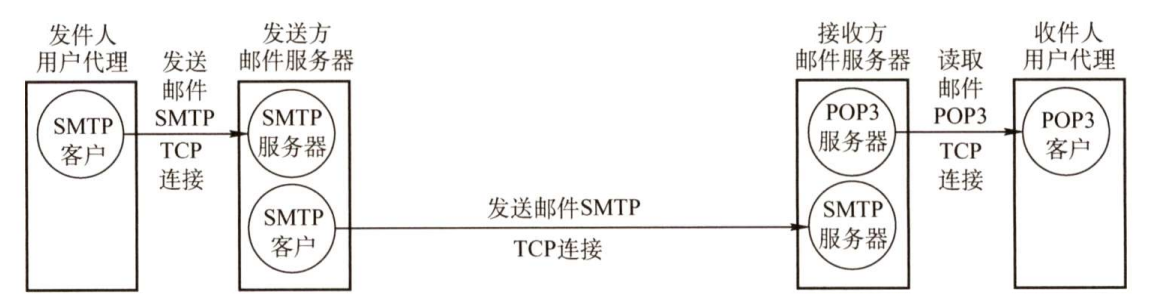 发件人
用户代理
发送
邮件
SMTP
TCP
连接
发送方
邮件服务器
接收方
邮件服务器
读取
邮件
POP3
TCP
连接
收件人
用户代理
SMTP
客户
SMTP
服务器
SMTP
客户
发送邮件SMTP
TCP连接
POP3
服务器
SMTP
服务器
POP3
客户